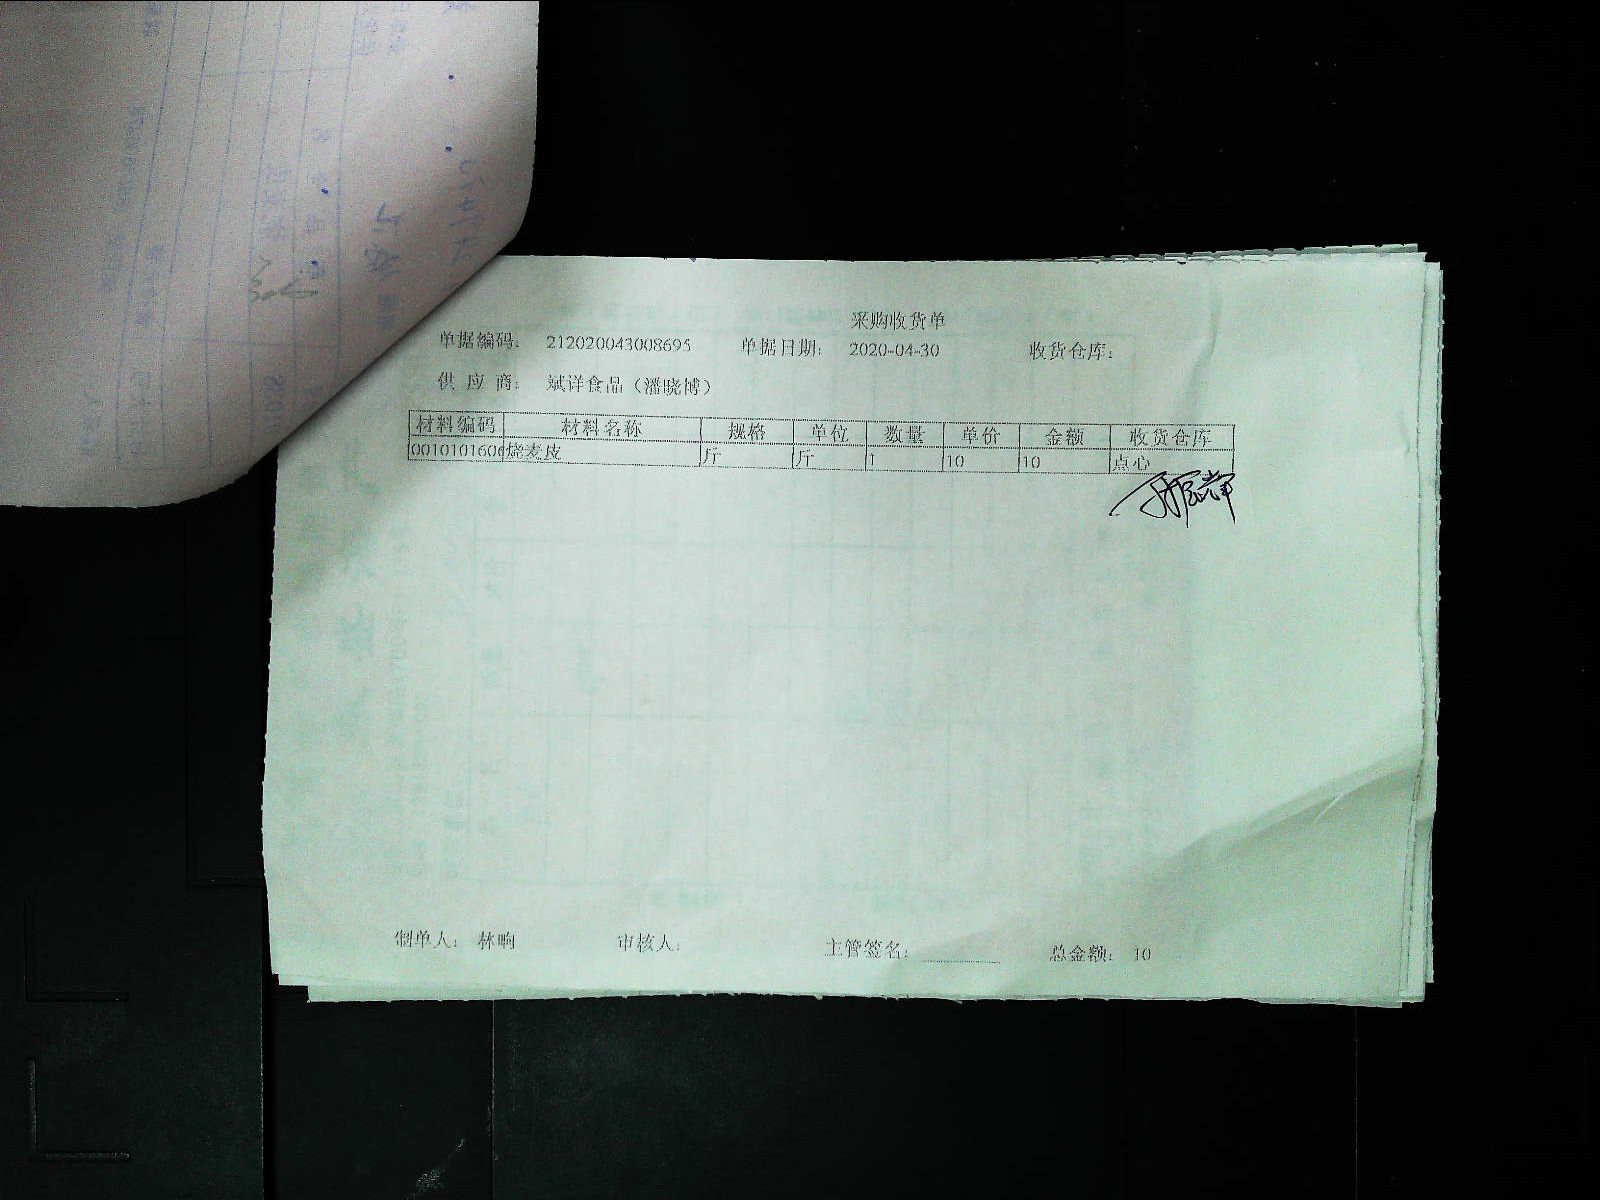 采购收货单
单据编码: 212020043008695 单据日期: 2020-04-30 收货仓库:
供 应 商: 斌详食品(潘晓博)
材料编码 材料名称 规格 单位 数量 单价 金额 收货仓库
0010101600 烧麦皮 斤 斤 1 10 10 点心
制单人: 林晌 审核人: 主管签名: 总金额: 10